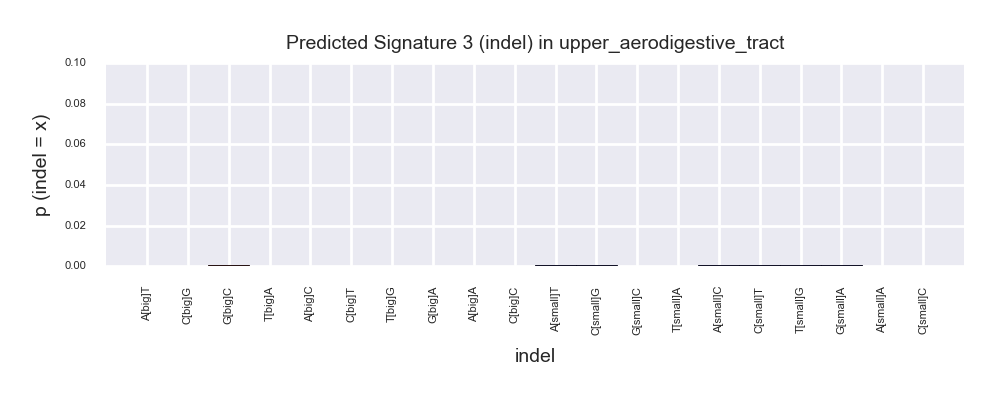 Predicted Signature 3 (indel) in upper_aerodigestive_tract
0.10
0.08
0.06
0.04
0.02
0.00
p (indel = x)
A[big]T
C[big]G
G[big]C
T[big]A
A[big]C
C[big]T
T[big]G
G[big]A
A[big]A
C[big]C
A[small]T
C[small]G
G[small]C
T[small]A
A[small]C
C[small]T
T[small]G
G[small]A
A[small]A
C[small]C
indel